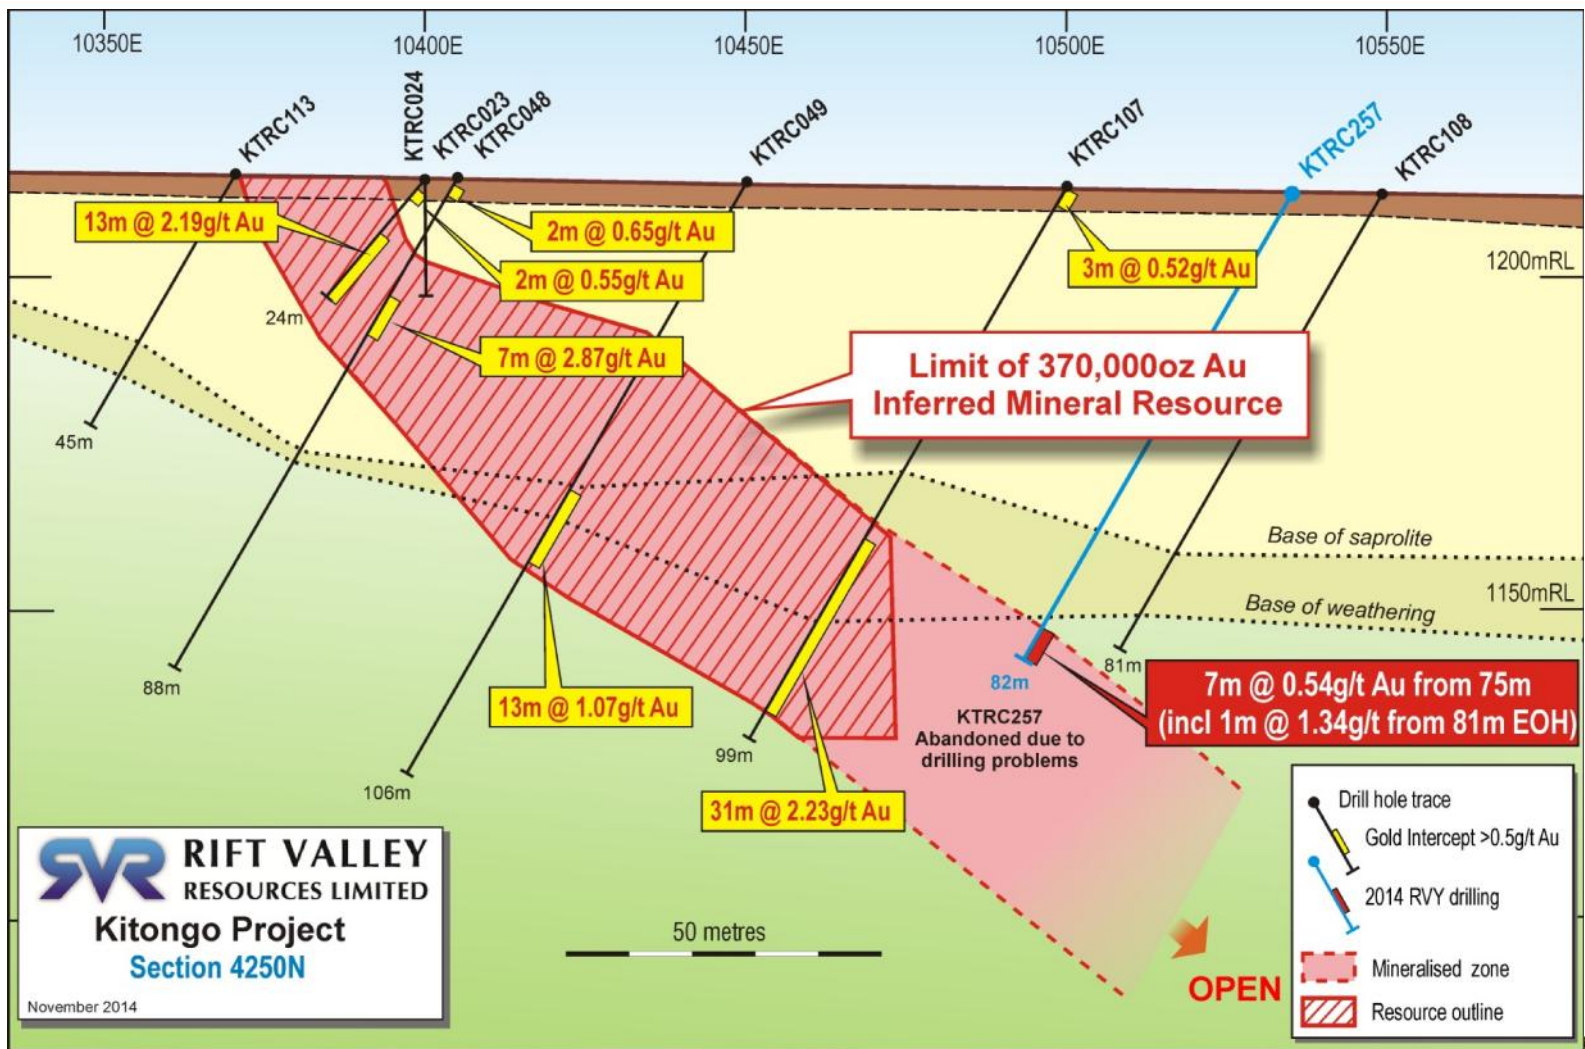 10350E
10400E
10450E
10500E
10550E
KTRC113
KTRC024
KTRC023
KTRC048
KTRC049
KTRC107
KTRC257
KTRC108
13m @ 2.19g/t Au
2m @ 0.65g/t Au
2m @ 0.55g/t Au
3m @ 0.52g/t Au
1200mRL
24m
7m @ 2.87g/t Au
Limit of 370,000oz Au
Inferred Mineral Resource
45m
Base of saprolite
1150mRL
Base of weathering
88m
106m
13m @ 1.07g/t Au
99m
31m @ 2.23g/t Au
82m
KTRC257
Abandoned due to
drilling problems
81m
7m @ 0.54g/t Au from 75m
(incl 1m @ 1.34g/t from 81m EOH)
SVR
RIFT VALLEY
RESOURCES LIMITED
Kitongo Project
Section 4250N
November 2014
50 metres
OPEN
Drill hole trace
Gold Intercept >0.5g/t Au
2014 RVY drilling
Mineralised zone
Resource outline